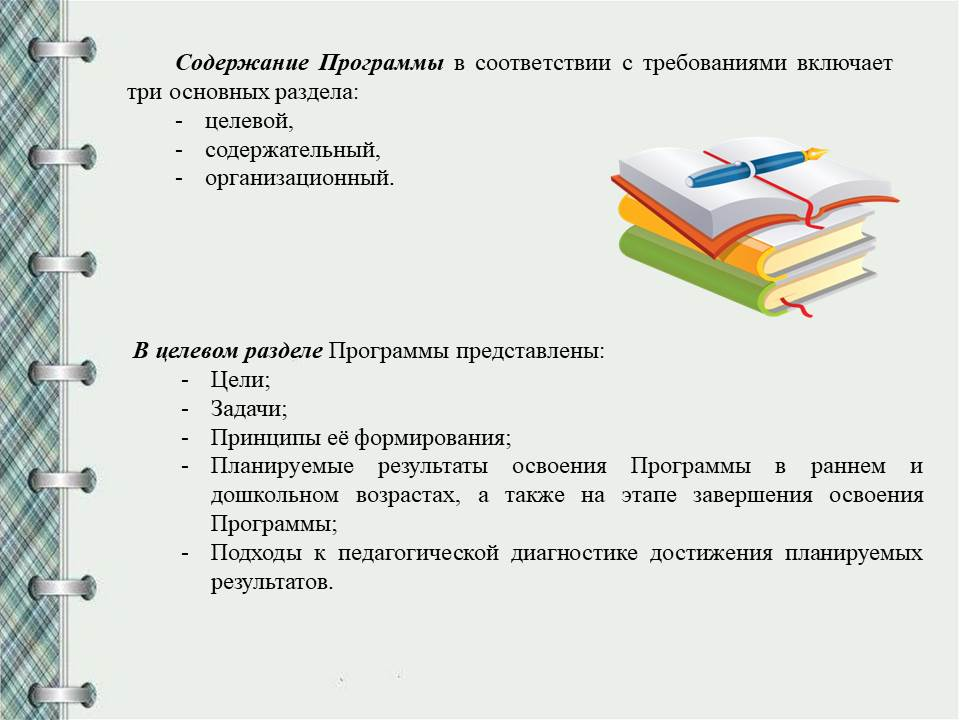 Содержание Программы в соответствии с требованиями включает
три основных раздела:
- целевой,
- содержательный,
- организационный.
В целевом разделе Программы представлены:
- Цели;
- Задачи;
- Принципы её формирования;
- Планируемые результаты освоения Программы в раннем и
дошкольном возрастах, а также на этапе завершения освоения
Программы;
- Подходы к педагогической диагностике достижения планируемых
результатов.